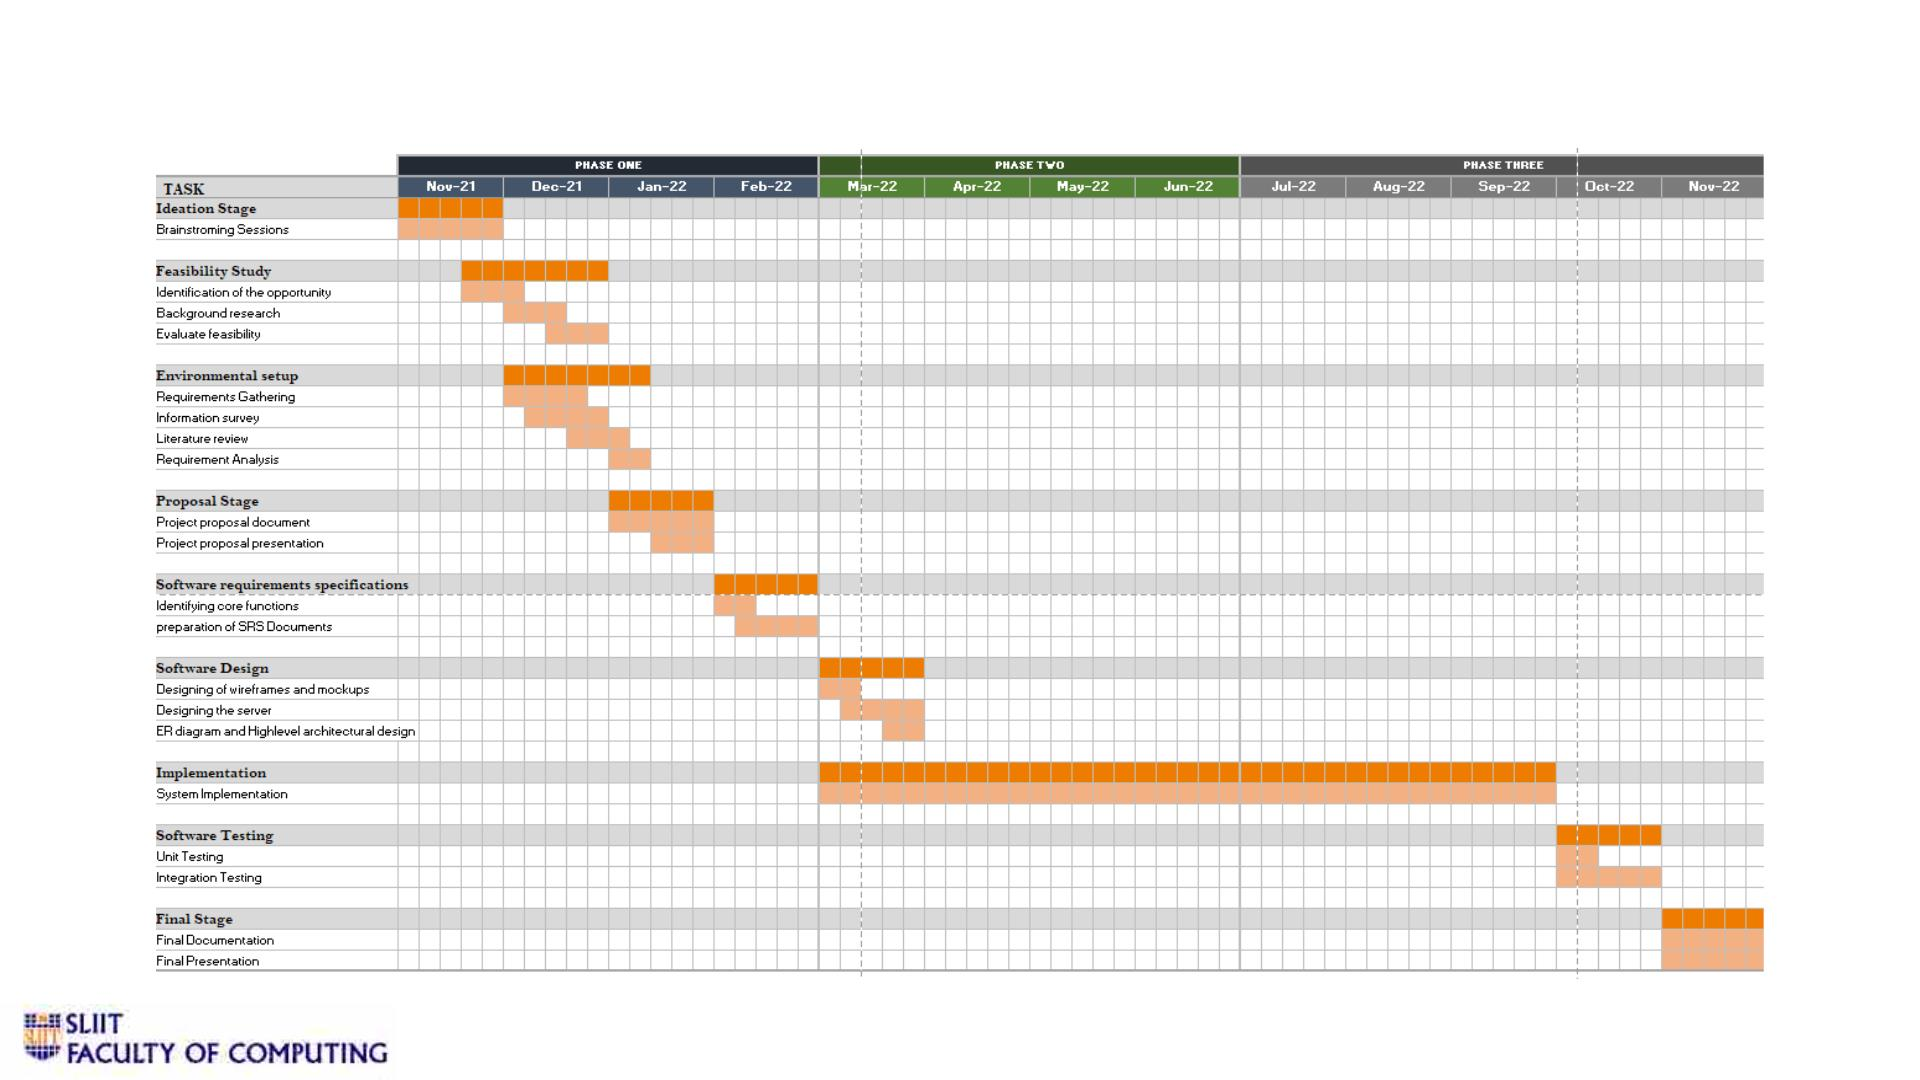 PHASE ONE PHASE TWO PHASE THREE
TASK Nov-21 Dec-21 Jan-22 Feb-22 Mar-22 Apr-22 May-22 Jun-22 Jul-22 Aug-22 Sep-22 Oct-22 Nov-22
Ideation Stage
Brainstroming Sessions
Feasibility Study
Identification of the opportunity
Background research
Evaluate feasibility
Environmental setup
Requirements Gathering
Information survey
Literature review
Requirement Analysis
Proposal Stage
Project proposal document
Project proposal presentation
Software requirements specifications
Identifying core functions
preparation of SRS Documents
Software Design
Designing of wireframes and mockups
Designing the server
ER diagram and Highlevel architectural design
Implementation
System Implementation
Software Testing
Unit Testing
Integration Testing
Final Stage
Final Documentation
Final Presentation
SLIIT
SLIIT
FACULTY OF COMPUTING